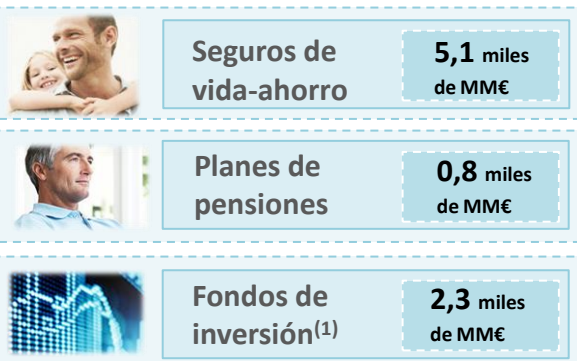 Seguros de
vida-ahorro
5,1 miles
de MM€
Planes de
pensiones
0,8 miles
de MM€
Fondos de
inversión(1)
2,3 miles
de MM€